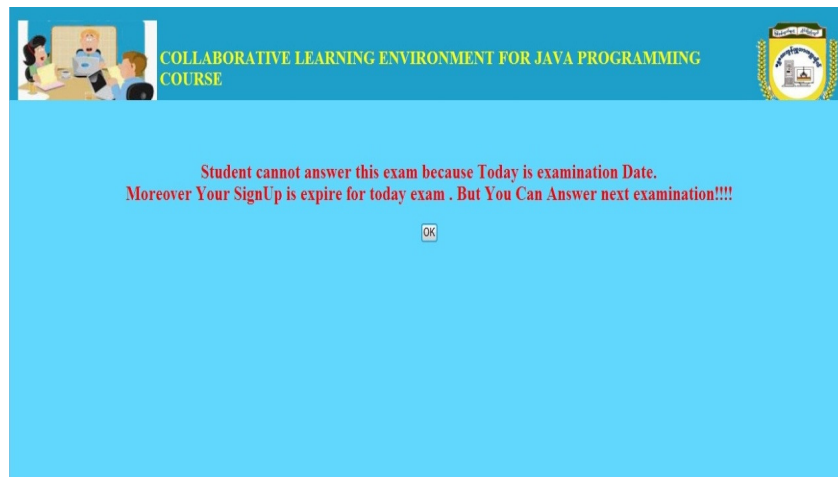 COLLABORATIVE LEARNING ENVIRONMENT FOR JAVA PROGRAMMING
COURSE
Student cannot answer this exam because Today is examination Date.
Moreover Your SignUp is expire for today exam . But You Can Answer next examination!!!!
OK